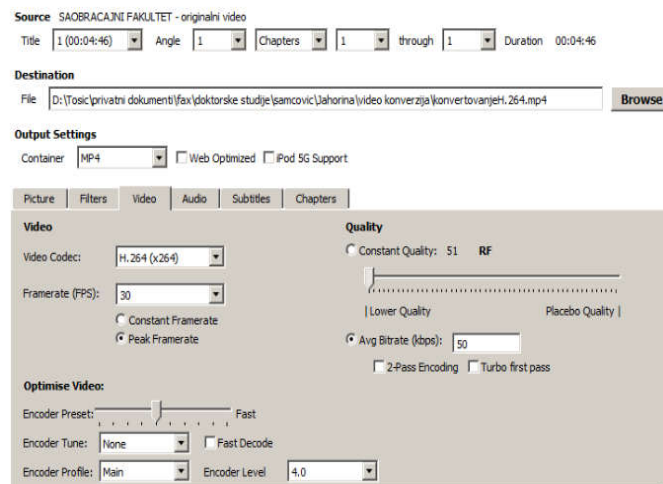 Source SAOBRACAJNI FAKULTET - originalni video
Title 1 (00:04:46) Angle 1 Chapters 1 through 1 Duration 00:04:46
Destination
File D:\Tosic\privatni dokumenti\fax\doktorske studije\samcovic\Jahorina\video konverzija\konvertovanjeH.264.mp4 Browse
Output Settings
Container MP4 Web Optimized iPod 5G Support
Picture Filters Video Audio Subtitles Chapters
Video Quality
Constant Quality: 51 RF
Video Codec: H.264 (x264)
Framerate (FPS): 30
|Lower Quality Placebo Quality |
Constant Framerate
Peak Framerate Avg Bitrate (kbps): 50
2-Pass Encoding Turbo first pass
Optimise Video:
Encoder Preset: Fast
Encoder Tune: None Fast Decode
Encoder Profile: Main Encoder Level 4.0